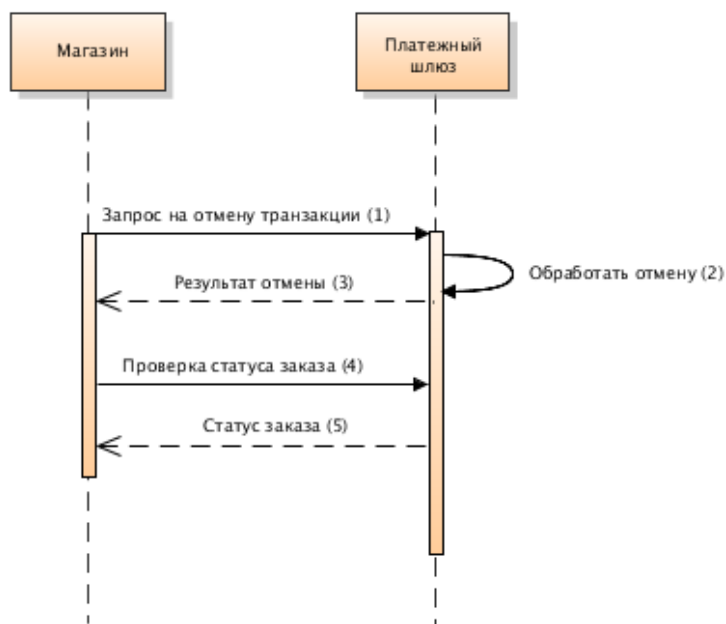 Магазин
Платежный
шлюз
Запрос на отмену транзакции (1)
Обработать отмену (2)
Результат отмены (3)
Проверка статуса заказа (4)
Статус заказа (5)